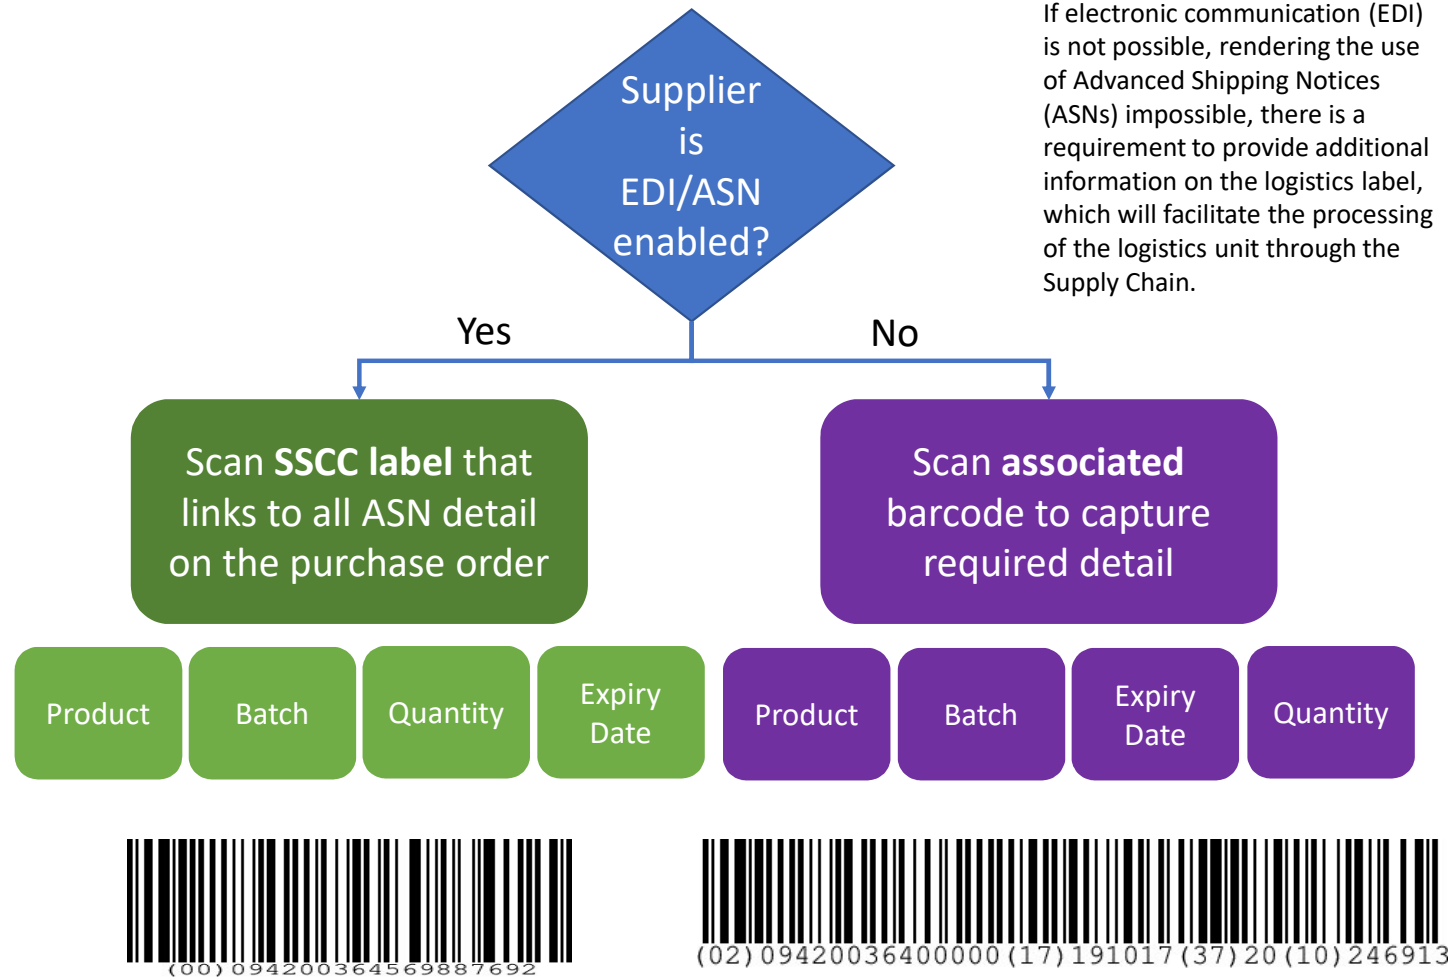 If electronic communication (EDI)
is not possible, rendering the use
of Advanced Shipping Notices
(ASNs) impossible, there is a
requirement to provide additional
information on the logistics label,
which will facilitate the processing
of the logistics unit through the
Supply Chain.
Supplier
is
EDI/ASN
enabled?
Yes
No
Scan SSCC label that
links to all ASN detail
on the purchase order
Scan associated
barcode to capture
required detail
Product
Batch
Quantity
Expiry
Date
Product
Batch
Expiry
Date
Quantity
(00)094200364569887692
(02)09420036400000(17)191017(37)20(10)246913